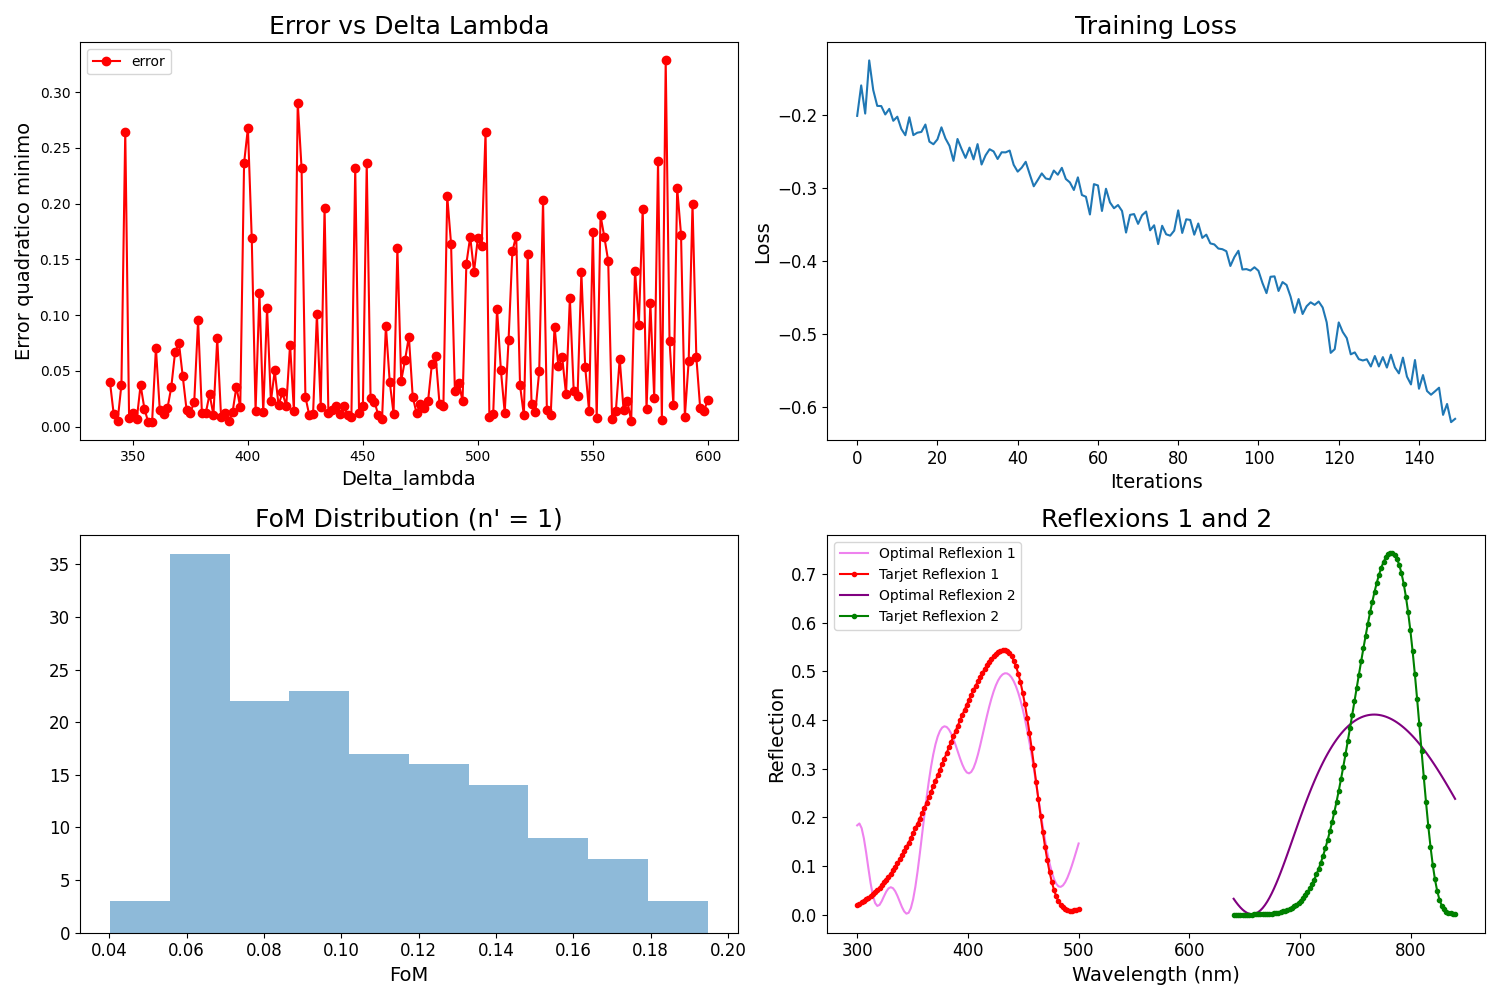 Error vs Delta Lambda
error
Error quadratico minimo
0.30
0.25
0.20
0.15
0.10
0.05
0.00
350 400 450 500 550 600
Delta_lambda
Training Loss
Loss
−0.2
−0.3
−0.4
−0.5
−0.6
0 20 40 60 80 100 120 140
Iterations
FoM Distribution (n' = 1)
35
30
25
20
15
10
5
0
0.04 0.06 0.08 0.10 0.12 0.14 0.16 0.18 0.20
FoM
Reflexions 1 and 2
Optimal Reflexion 1
Tarjet Reflexion 1
Optimal Reflexion 2
Tarjet Reflexion 2
Reflection
0.7
0.6
0.5
0.4
0.3
0.2
0.1
0.0
300 400 500 600 700 800
Wavelength (nm)